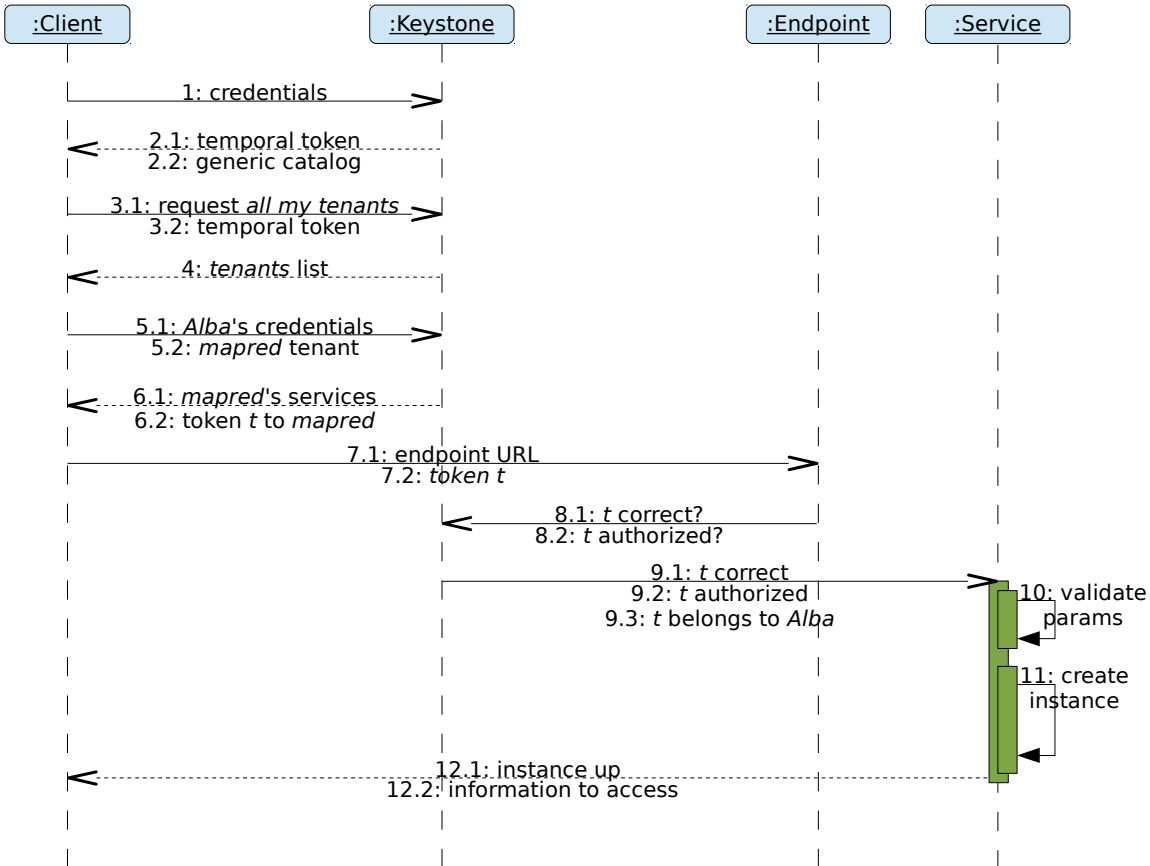 :Client
:Keystone
:Endpoint
:Service
1: credentials
2.1: temporal token
2.2: generic catalog
3.1: request all my tenants
3.2: temporal token
4: tenants list
5.1: Alba's credentials
5.2: mapred tenant
6.1: mapred's services
6.2: token t to mapred
7.1: endpoint URL
7.2: token t
8.1: t correct?
8.2: t authorized?
9.1: t correct
9.2: t authorized
9.3: t belongs to Alba
10: validate
params
11: create
instance
12.1: instance up
12.2: information to access